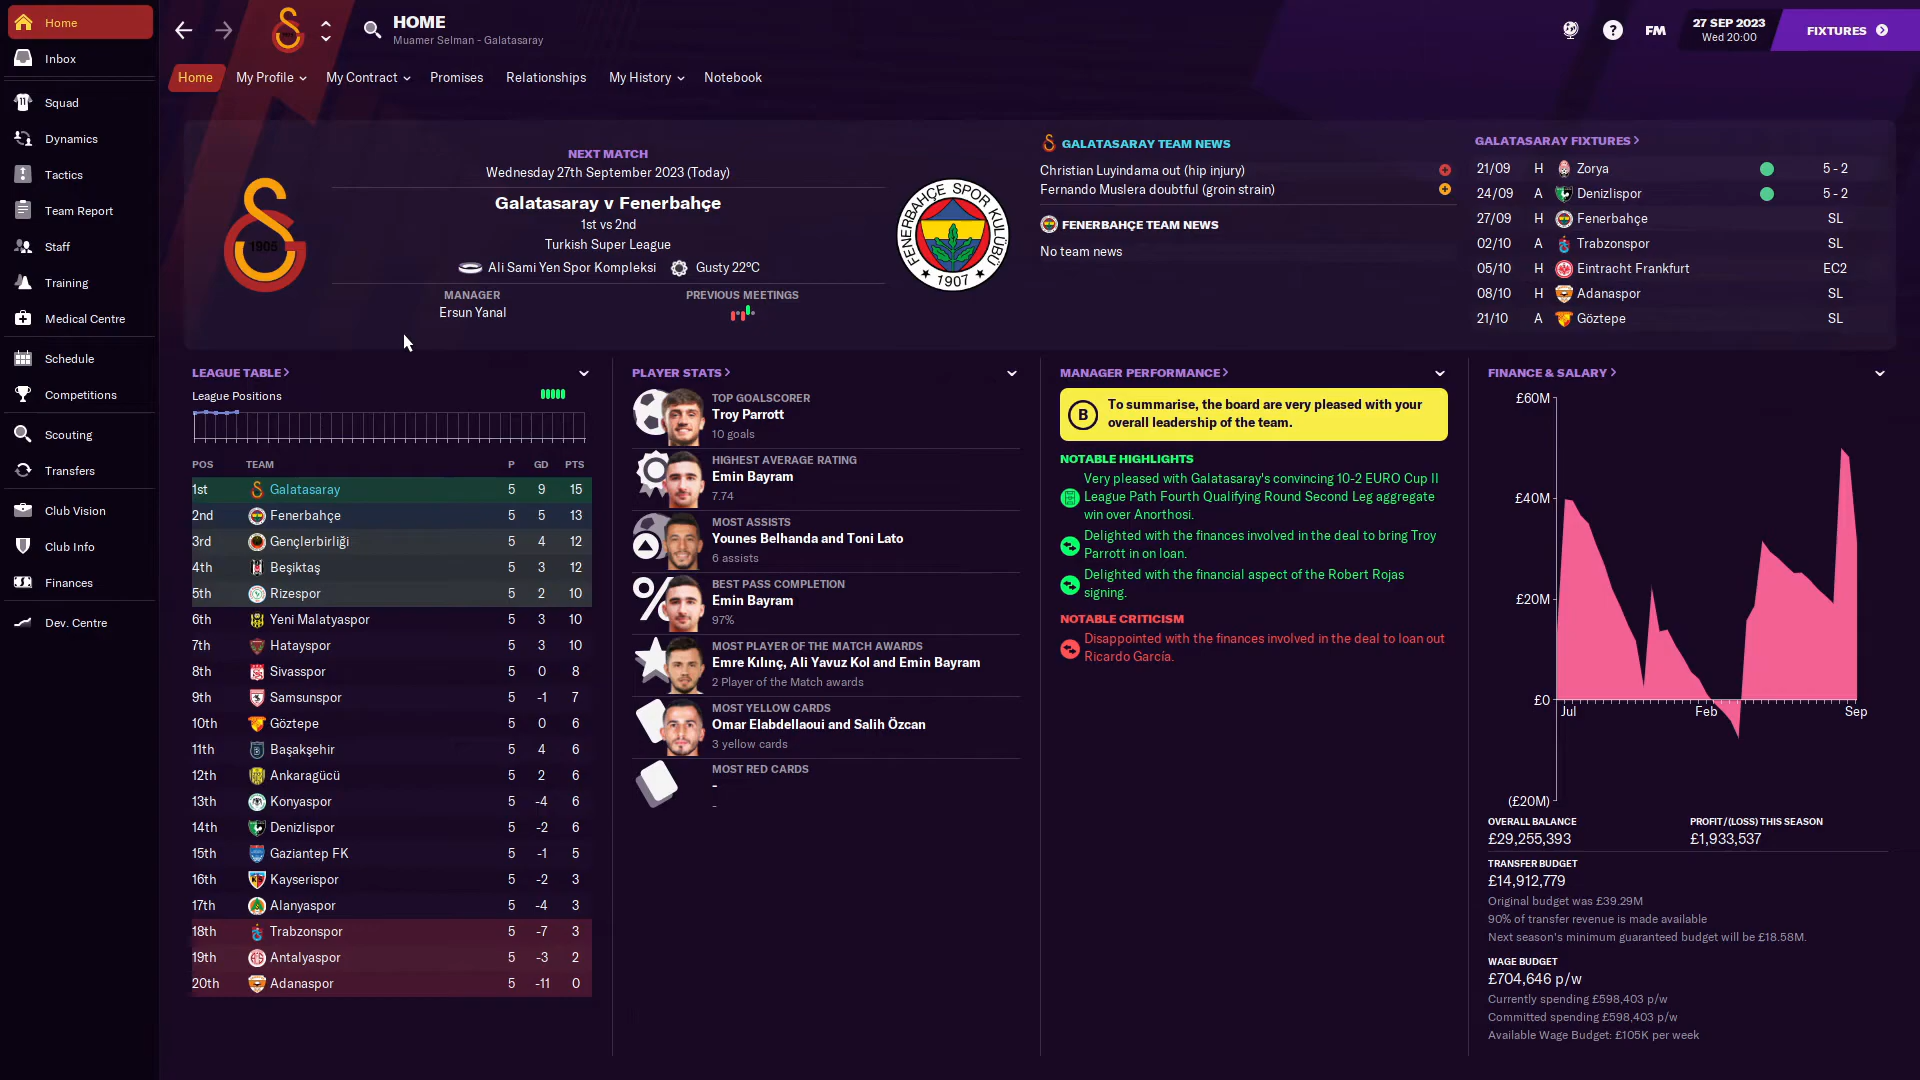 Home
Inbox
Squad
Dynamics
Tactics
Team Report
Staff
Training
Medical Centre
Schedule
Competitions
Scouting
Transfers
Club Vision
Club Info
Finances
Dev. Centre
HOME
Muamer Selman - Galatasaray
FM
27 SEP 2023
Wed 20:00
FIXTURES
Home
My Profile
My Contract
Promises
Relationships
My History
Notebook
1905
NEXT MATCH
Wednesday 27th September 2023 (Today)
Galatasaray v Fenerbahçe
1st vs 2nd
Turkish Super League
Ali Sami Yen Spor Kompleksi Gusty 22°C
MANAGER
Ersun Yanal
PREVIOUS MEETINGS
FENERBAHÇE SPOR KULÜBÜ
1907
GALATASARAY TEAM NEWS
Christian Luyindama out (hip injury)
Fernando Muslera doubtful (groin strain)
FENERBAHÇE TEAM NEWS
No team news
GALATASARAY FIXTURES
21/09 H Zorya 5 - 2
24/09 A Denizlispor 5 - 2
27/09 H Fenerbahçe SL
02/10 A Trabzonspor SL
05/10 H Eintracht Frankfurt EC2
08/10 H Adanaspor SL
21/10 A Göztepe SL
LEAGUE TABLE
League Positions
POS TEAM P GD PTS
1st Galatasaray 5 9 15
2nd Fenerbahçe 5 5 13
3rd Gençlerbirliği 5 4 12
4th Beşiktaş 5 3 12
5th Rizespor 5 2 10
6th Yeni Malatyaspor 5 3 10
7th Hatayspor 5 3 10
8th Sivasspor 5 0 8
9th Samsunspor 5 -1 7
10th Göztepe 5 0 6
11th Başakşehir 5 4 6
12th Ankaragücü 5 2 6
13th Konyaspor 5 -4 6
14th Denizlispor 5 -2 6
15th Gaziantep FK 5 -1 5
16th Kayserispor 5 -2 3
17th Alanyaspor 5 -4 3
18th Trabzonspor 5 -7 3
19th Antalyaspor 5 -3 2
20th Adanaspor 5 -11 0
PLAYER STATS
TOP GOALSCORER
Troy Parrott
10 goals
HIGHEST AVERAGE RATING
Emin Bayram
7.74
MOST ASSISTS
Younes Belhanda and Toni Lato
6 assists
BEST PASS COMPLETION
Emin Bayram
97%
MOST PLAYER OF THE MATCH AWARDS
Emre Kılınç, Ali Yavuz Kol and Emin Bayram
2 Player of the Match awards
MOST YELLOW CARDS
Omar Elabdellaoui and Salih Özcan
3 yellow cards
MOST RED CARDS
-
-
MANAGER PERFORMANCE
B
To summarise, the board are very pleased with your
overall leadership of the team.
NOTABLE HIGHLIGHTS
Very pleased with Galatasaray's convincing 10-2 EURO Cup II
League Path Fourth Qualifying Round Second Leg aggregate
win over Anorthosi.
Delighted with the finances involved in the deal to bring Troy
Parrott in on loan.
Delighted with the financial aspect of the Robert Rojas
signing.
NOTABLE CRITICISM
Disappointed with the finances involved in the deal to loan out
Ricardo García.
FINANCE & SALARY
£60M
£40M
£20M
£0
(£20M)
Jul Feb Sep
OVERALL BALANCE
£29,255,393
PROFIT/(LOSS) THIS SEASON
£1,933,537
TRANSFER BUDGET
£14,912,779
Original budget was £39.29M
90% of transfer revenue is made available
Next season's minimum guaranteed budget will be £18.58M.
WAGE BUDGET
£704,646 p/w
Currently spending £598,403 p/w
Committed spending £598,403 p/w
Available Wage Budget: £105K per week